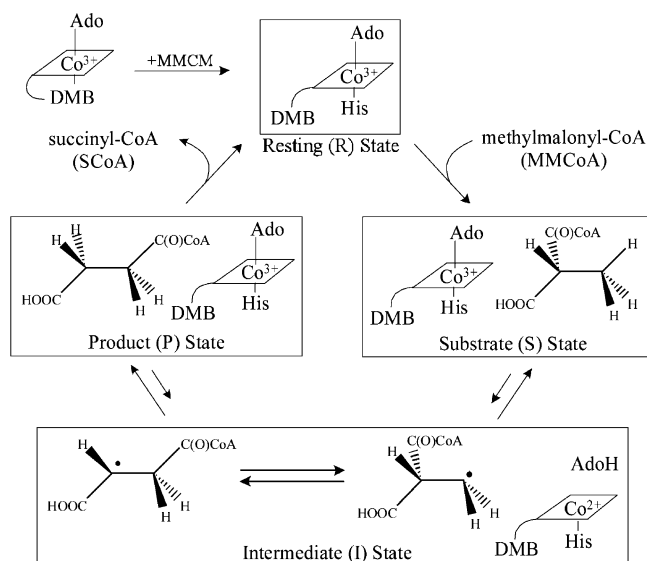 Ado
Co3+
DMB
+MMCM
Ado
Co3+
His
DMB
Resting (R) State
succinyl-CoA
(SCoA)
methylmalonyl-CoA
(MMCoA)
H
H
C(O)CoA
HOOC
H
H
Ado
Co3+
His
DMB
Product (P) State
Ado
Co3+
His
DMB
C(O)CoA
H
H
HOOC
H
H
Substrate (S) State
H
C(O)CoA
HOOC
H
H
C(O)CoA
H
HOOC
H
H
AdoH
Co2+
His
DMB
Intermediate (I) State